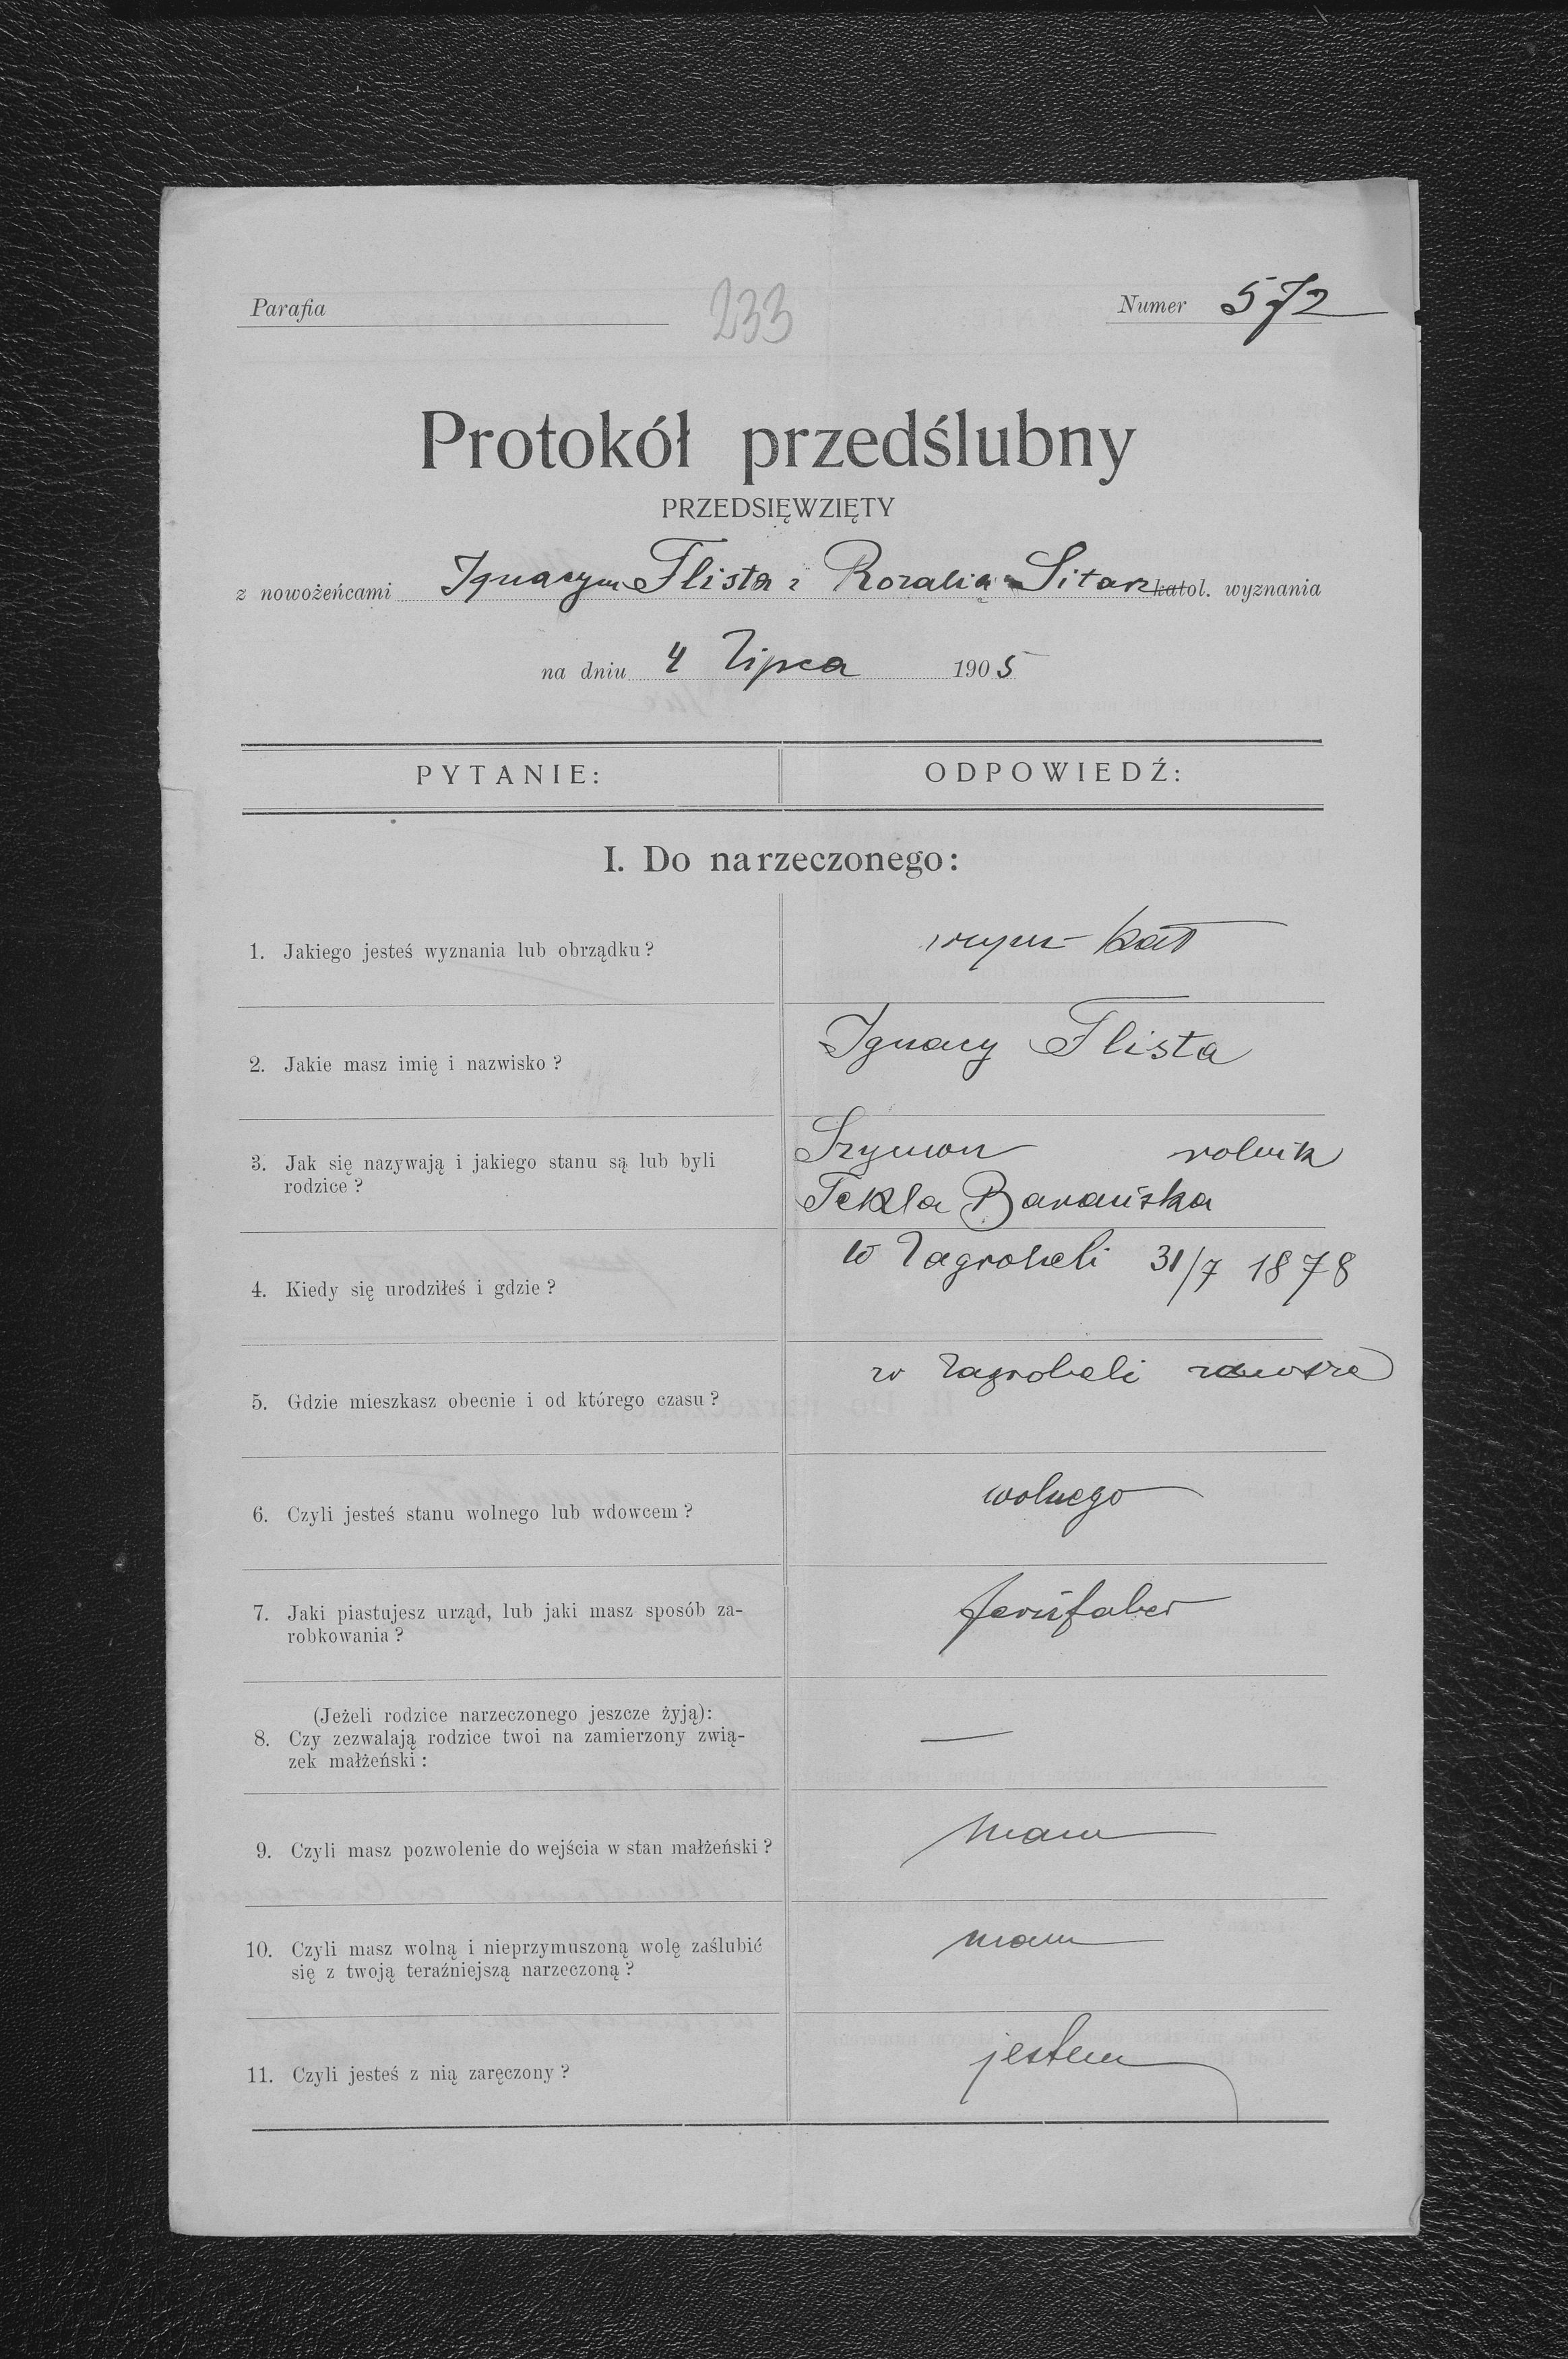 Parafia
233
Numer 572
Protokół przedślubny
PRZEDSIĘWZIĘTY
z nowożeńcami Ignacym Flista i Rozalią Sitarz katol. wyznania
na dniu 4 Lipca 1905
PYTANIE: ODPOWIEDŹ:
I. Do narzeczonego:
1. Jakiego jesteś wyznania lub obrządku? rzym kat
2. Jakie masz imię i nazwisko? Ignacy Flista
3. Jak się nazywają i jakiego stanu są lub byli Szymon rolnik
rodzice? Tekla Barańska
4. Kiedy się urodziłeś i gdzie? w Zagrobeli 31/7 1878
5. Gdzie mieszkasz obecnie i od którego czasu? w Zagrobeli zawsze
6. Czyli jesteś stanu wolnego lub wdowcem? wolnego
7. Jaki piastujesz urząd, lub jaki masz sposób za-
robkowania?
(Jeżeli rodzice narzeczonego jeszcze żyją):
8. Czy zezwalają rodzice twoi na zamierzony zwią- —
zek małżeński:
9. Czyli masz pozwolenie do wejścia w stan małżeński? mam
10. Czyli masz wolną i nieprzymuszoną wolę zaślubić mam
się z twoją teraźniejszą narzeczoną?
11. Czyli jesteś z nią zaręczony? jestem